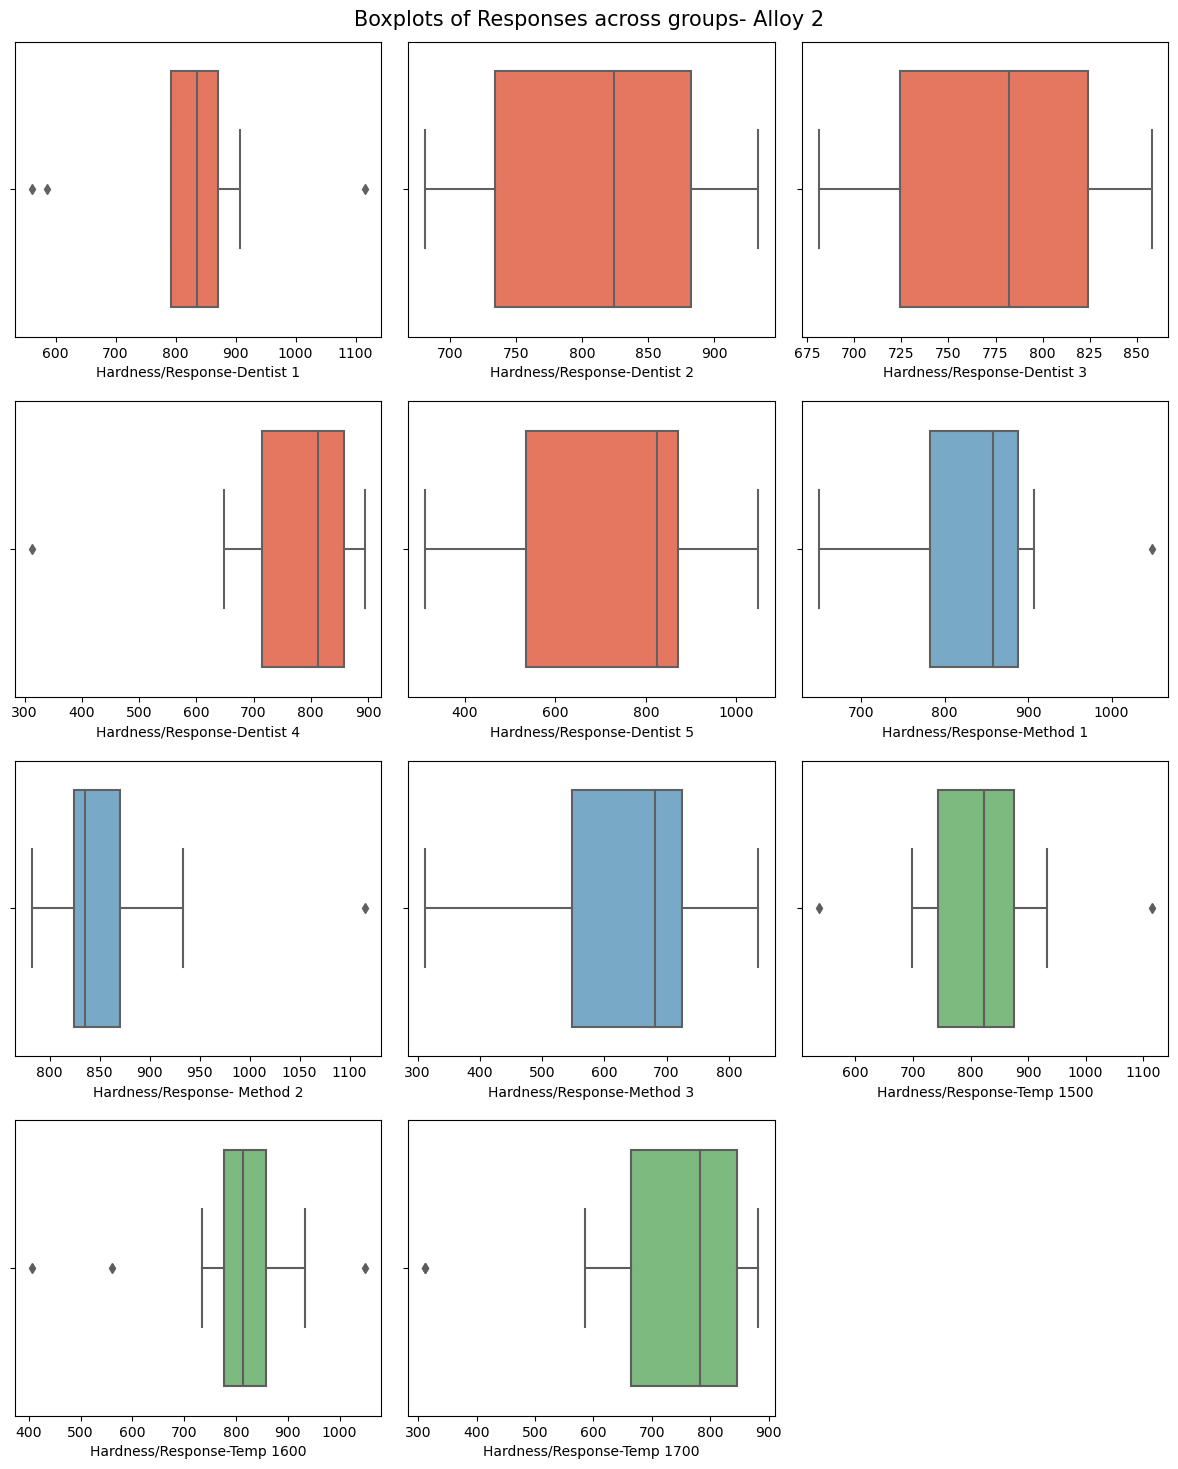 Boxplots of Responses across groups- Alloy 2
600 700 800 900 1000 1100
Hardness/Response-Dentist 1
700 750 800 850 900
Hardness/Response-Dentist 2
675 700 725 750 775 800 825 850
Hardness/Response-Dentist 3
300 400 500 600 700 800 900
Hardness/Response-Dentist 4
400 600 800 1000
Hardness/Response-Dentist 5
700 800 900 1000
Hardness/Response-Method 1
800 850 900 950 1000 1050 1100
Hardness/Response- Method 2
300 400 500 600 700 800
Hardness/Response-Method 3
600 700 800 900 1000 1100
Hardness/Response-Temp 1500
400 500 600 700 800 900 1000
Hardness/Response-Temp 1600
300 400 500 600 700 800 900
Hardness/Response-Temp 1700